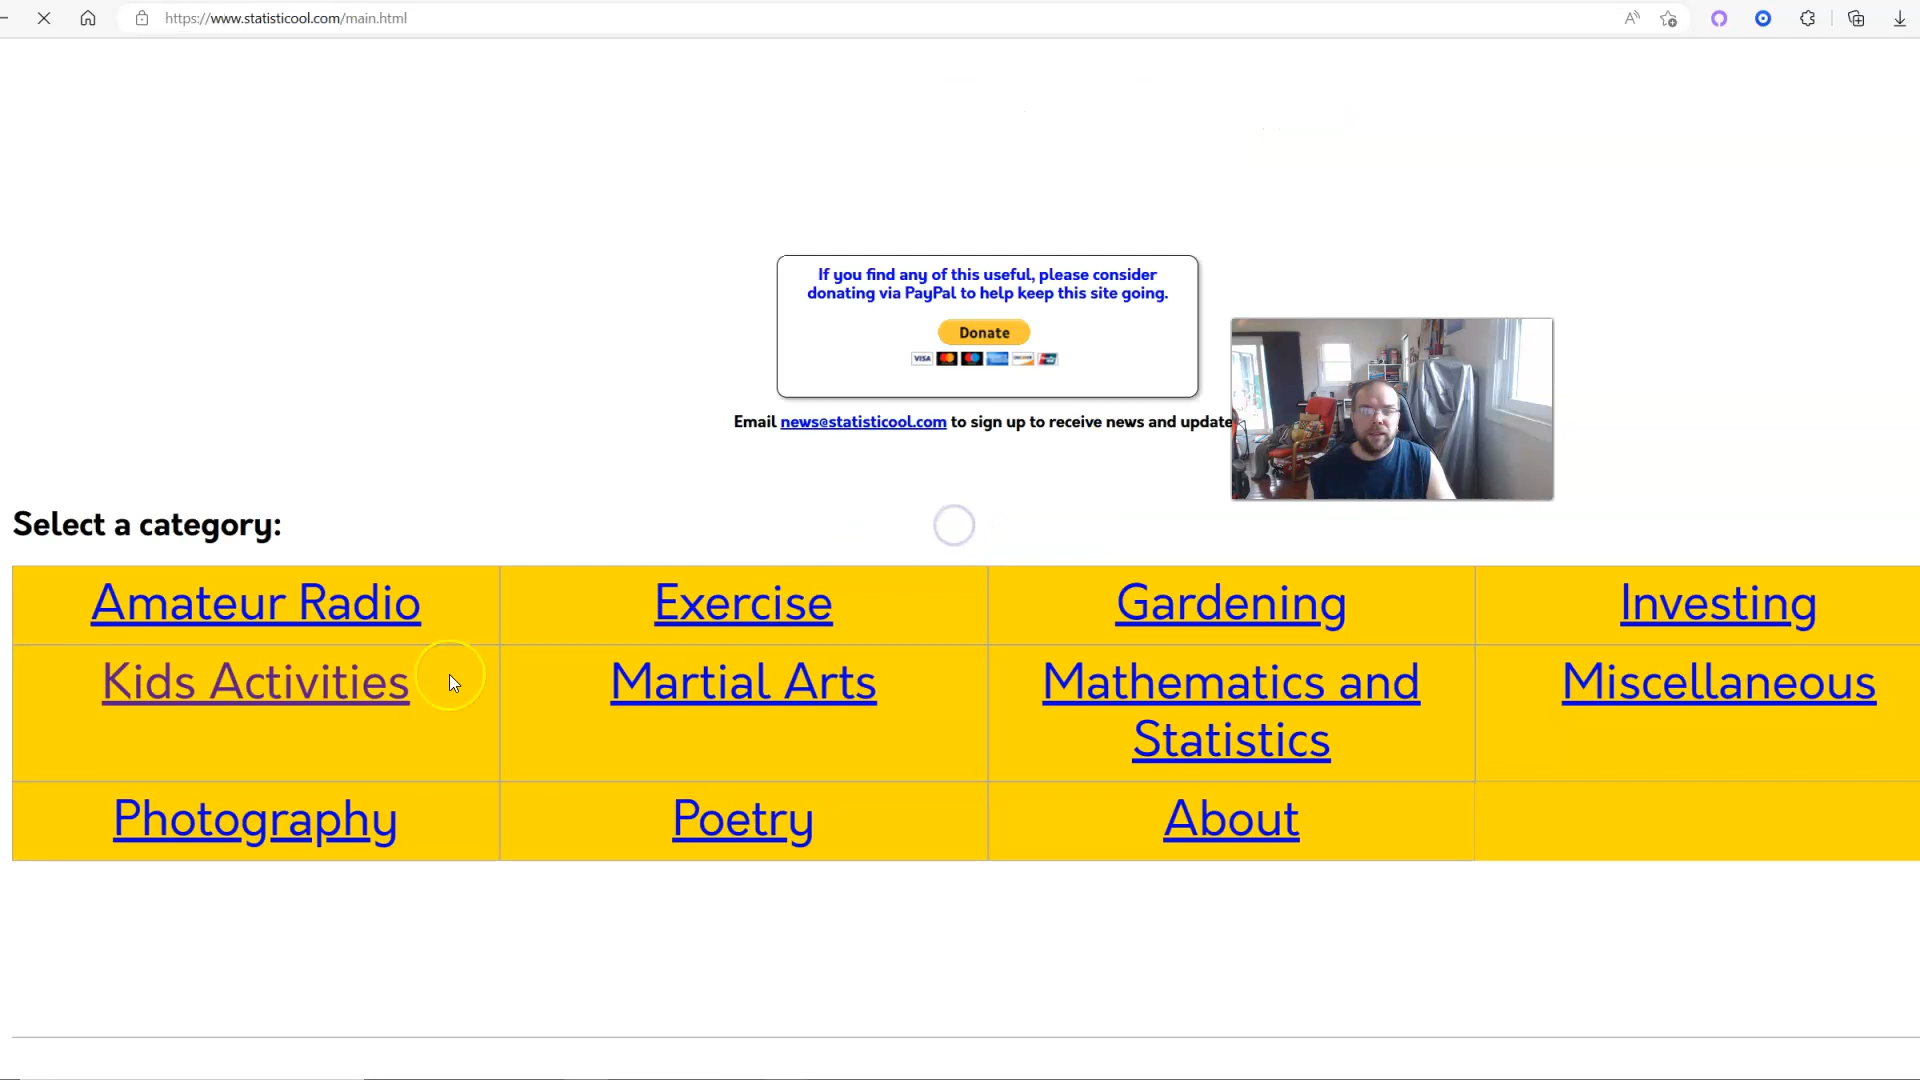 https://www.statisticool.com/main.html
If you find any of this useful, please consider
donating via PayPal to help keep this site going.
Donate
VISA
Email news@statisticool.com to sign up to receive news and update
Select a category:
Amateur Radio
Exercise
Gardening
Investing
Kids Activities
Martial Arts
Mathematics and
Statistics
Miscellaneous
Photography
Poetry
About